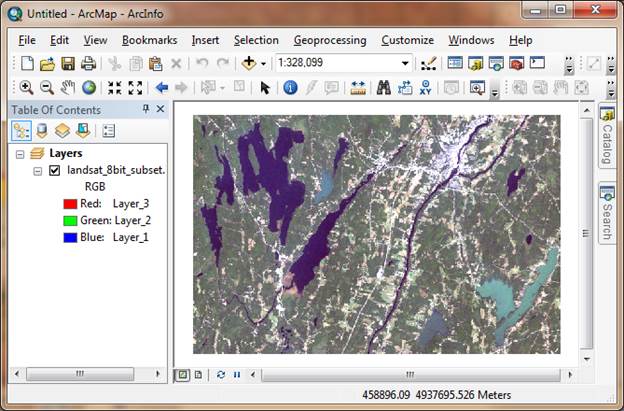 Untitled - ArcMap - ArcInfo
File Edit View Bookmarks Insert Selection Geoprocessing Customize Windows Help
1:328,099
Table Of Contents
Layers
landsat_8bit_subset.
RGB
Red: Layer_3
Green: Layer_2
Blue: Layer_1
Catalog
Search
XY
458896.09 4937695.526 Meters